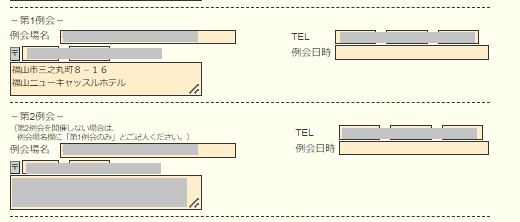 －第1例会－
例会場名
TEL
〒
例会日時
福山市三之丸町８－１６
福山ニューキャッスルホテル
－第2例会－
（第2例会を開催しない場合は、
例会場名欄に「第1例会のみ」とご記入ください。）
TEL
例会場名
例会日時
〒